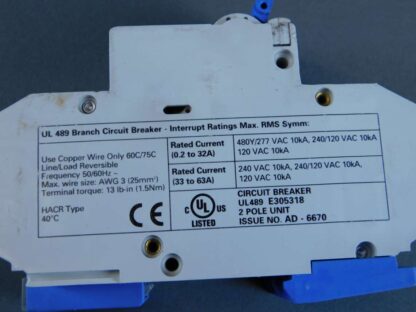 UL 489 Branch Circuit Breaker - Interrupt Ratings Max. RMS Symm:
Use Copper Wire Only 60C/75C
Line/Load Reversible
Frequency 50/60Hz ~
Max. wire size: AWG 3 (25mm²)
Terminal torque: 13 lb·in (1.5Nm)
HACR Type
40°C
CE
Rated Current
(0.2 to 32A)
480Y/277 VAC 10kA, 240/120 VAC 10kA
120 VAC 10kA
Rated Current
(33 to 63A)
240 VAC 10kA, 240/120 VAC 10kA,
120 VAC 10kA
C UL US
LISTED
CIRCUIT BREAKER
UL489 E305318
2 POLE UNIT
ISSUE NO. AD - 6670